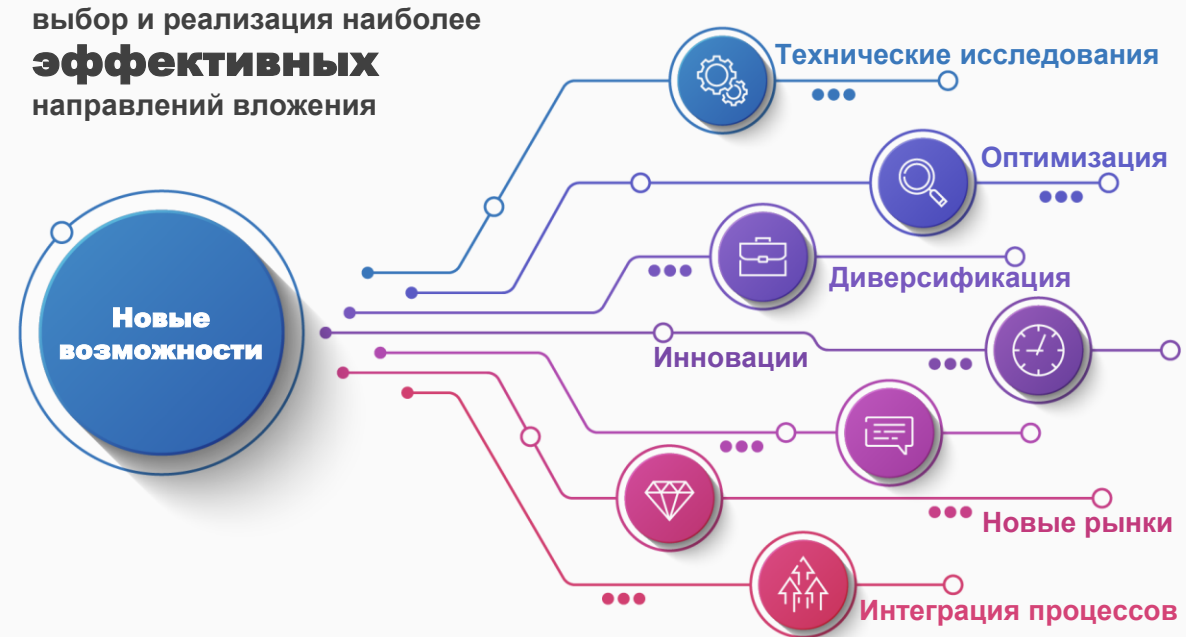 выбор и реализация наиболее
эффективных
направлений вложения
Технические исследования
Оптимизация
Диверсификация
Новые
возможности
Инновации
Новые рынки
Интеграция процессов